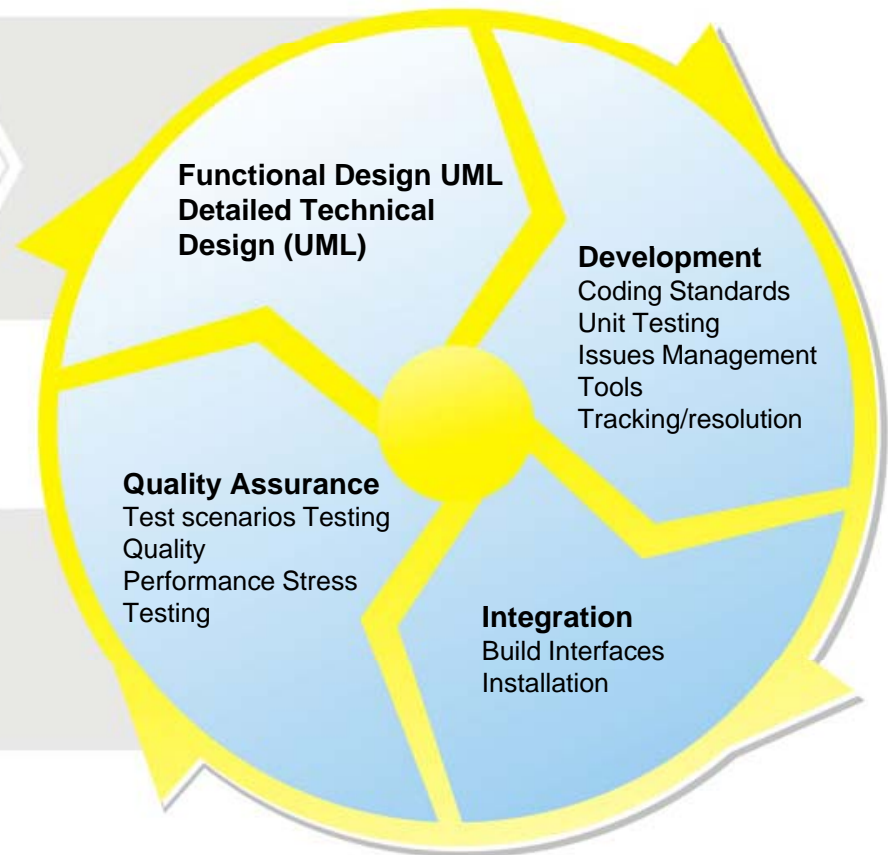 Functional Design UML
Detailed Technical
Design (UML)
Development
Coding Standards
Unit Testing
Issues Management
Tools
Tracking/resolution
Quality Assurance
Test scenarios Testing
Quality
Performance Stress
Testing
Integration
Build Interfaces
Installation